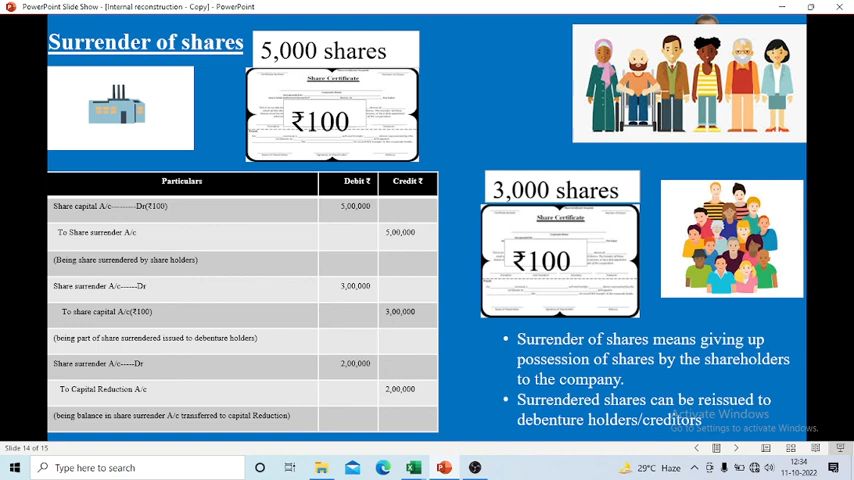 PowerPoint Slide Show - [Internal reconstruction - Copy] - PowerPoint
Surrender of shares
5,000 shares
Share Certificate
₹100
Particulars Debit ₹ Credit ₹
Share capital A/c---------Dr(₹100) 5,00,000
To Share surrender A/c 5,00,000
(Being share surrendered by share holders)
Share surrender A/c------Dr 3,00,000
To share capital A/c(₹100) 3,00,000
(being part of share surrendered issued to debenture holders)
Share surrender A/c-----Dr 2,00,000
To Capital Reduction A/c 2,00,000
(being balance in share surrender A/c transferred to capital Reduction)
3,000 shares
Share Certificate
₹100
• Surrender of shares means giving up
possession of shares by the shareholders
to the company.
• Surrendered shares can be reissued to
debenture holders/creditors
Activate Windows
Go to Settings to activate Windows.
Slide 14 of 15
Type here to search
29°C Haze
12:34
11-10-2022